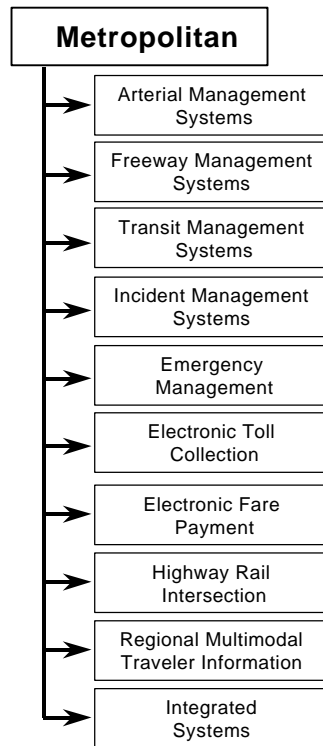 Metropolitan
Arterial Management
Systems
Freeway Management
Systems
Transit Management
Systems
Incident Management
Systems
Emergency
Management
Electronic Toll
Collection
Electronic Fare
Payment
Highway Rail
Intersection
Regional Multimodal
Traveler Information
Integrated
Systems